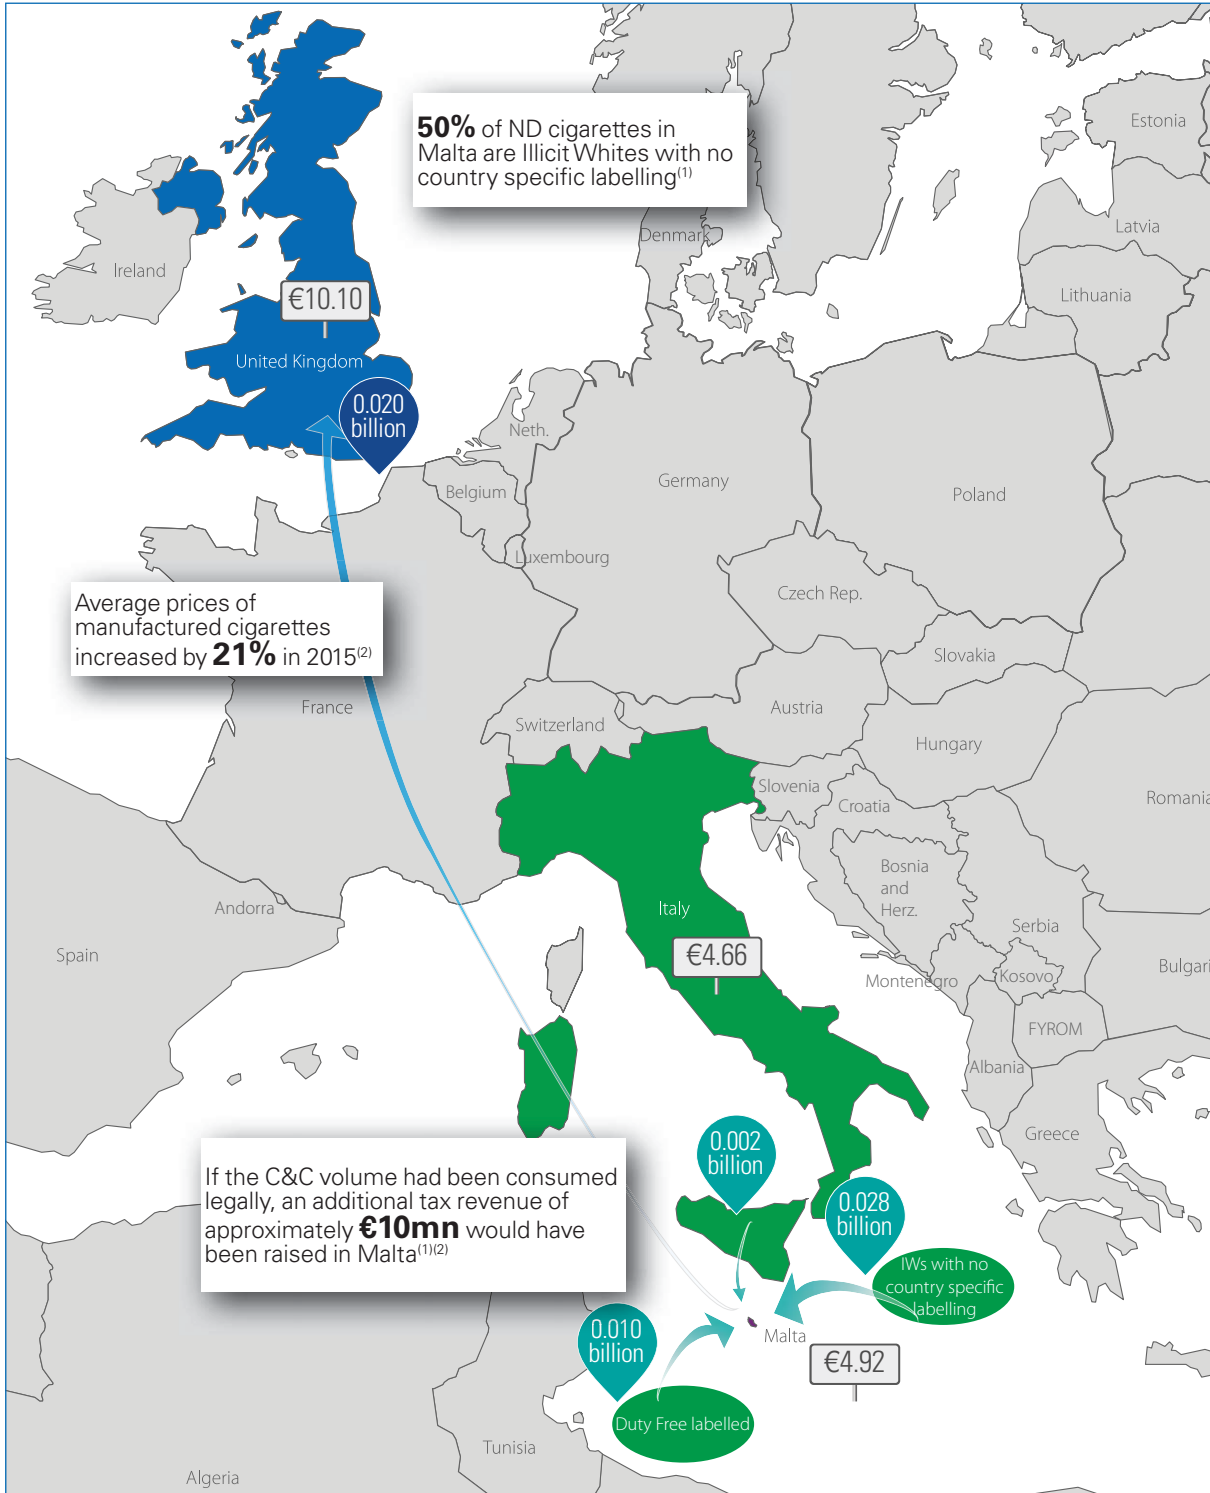 50% of ND cigarettes in
Malta are Illicit Whites with no
country specific labelling(1)
Estonia
Latvia
Denmark
Ireland
Lithuania
€10.10
United Kingdom
0.020
billion
Neth.
Belgium
Germany
Poland
Luxembourg
Czech Rep.
Average prices of
manufactured cigarettes
increased by 21% in 2015(2)
Slovakia
France
Switzerland
Austria
Hungary
Slovenia
Croatia
Romania
Bosnia
and
Herz.
Andorra
Italy
Serbia
Spain
€4.66
Montenegro
Kosovo
Bulgari
FYROM
Albania
Greece
0.002
billion
If the C&C volume had been consumed
legally, an additional tax revenue of
approximately €10mn would have
been raised in Malta(1)(2)
0.028
billion
IWs with no
country specific
labelling
0.010
billion
Malta
€4.92
Duty Free labelled
Tunisia
Algeria